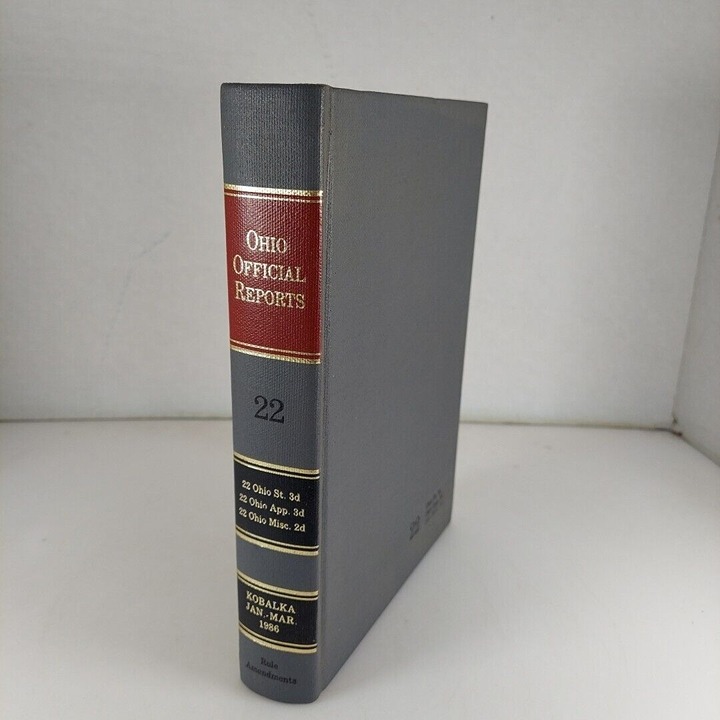 OHIO
OFFICIAL
REPORTS
22
22 Ohio St. 3d
22 Ohio App. 3d
22 Ohio Misc. 2d
KOBALKA
JAN.-MAR.
1986
Rule
Amendments